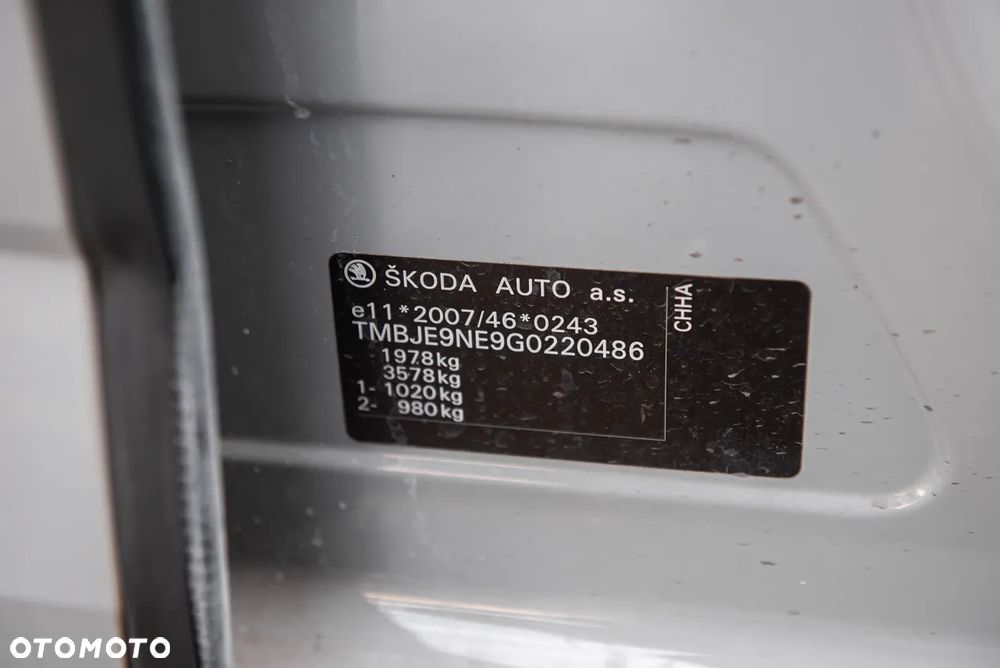 ŠKODA AUTO a.s.
e11*2007/46*0243
TMBJE9NE9G0220486
1978kg
3578kg
1- 1020kg
2- 980kg
CHHA
OTOMOTO